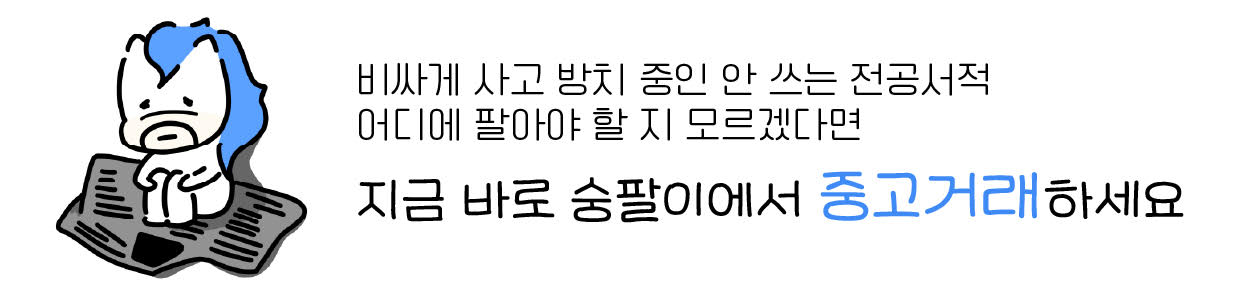 비싸게 사고 방치 중인 안 쓰는 전공서적
어디에 팔아야 할 지 모르겠다면
지금 바로 숭팔이에서 중고거래하세요